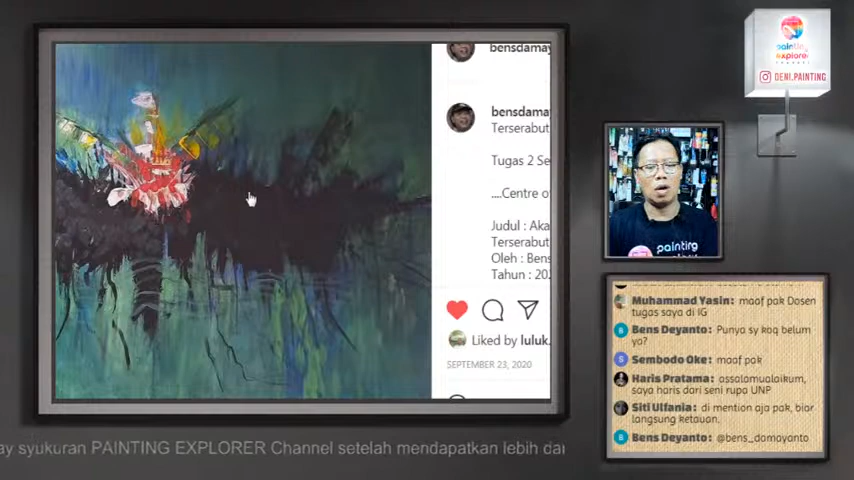 painting
explorer
CHANNEL
DENI.PAINTING
bensdamay
bensdamay
Terserabut
Tugas 2 Se
....Centre o
Judul : Aka
Terserabut
Oleh : Bens
Tahun : 20
Liked by luluk.
SEPTEMBER 23, 2020
painting
Muhammad Yasin: maaf pak Dosen
tugas saya di IG
Bens Deyanto: Punya sy koq belum
ya?
Sembodo Oke: maaf pak
Haris Pratama: assalamualaikum,
saya haris dari seni rupa UNP
Siti Ulfania: di mention aja pak, biar
langsung ketauan.
Bens Deyanto: @bens_damayanto
ay syukuran PAINTING EXPLORER Channel setelah mendapatkan lebih dar